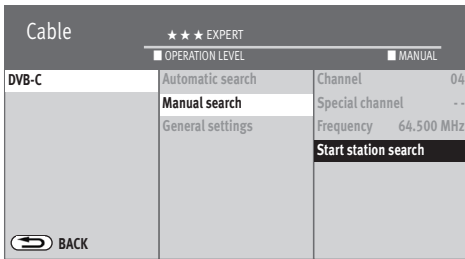 Cable
★ ★ ★ EXPERT
OPERATION LEVEL
MANUAL
DVB-C
Automatic search
Manual search
General settings
Channel 04
Special channel - -
Frequency 64.500 MHz
Start station search
BACK